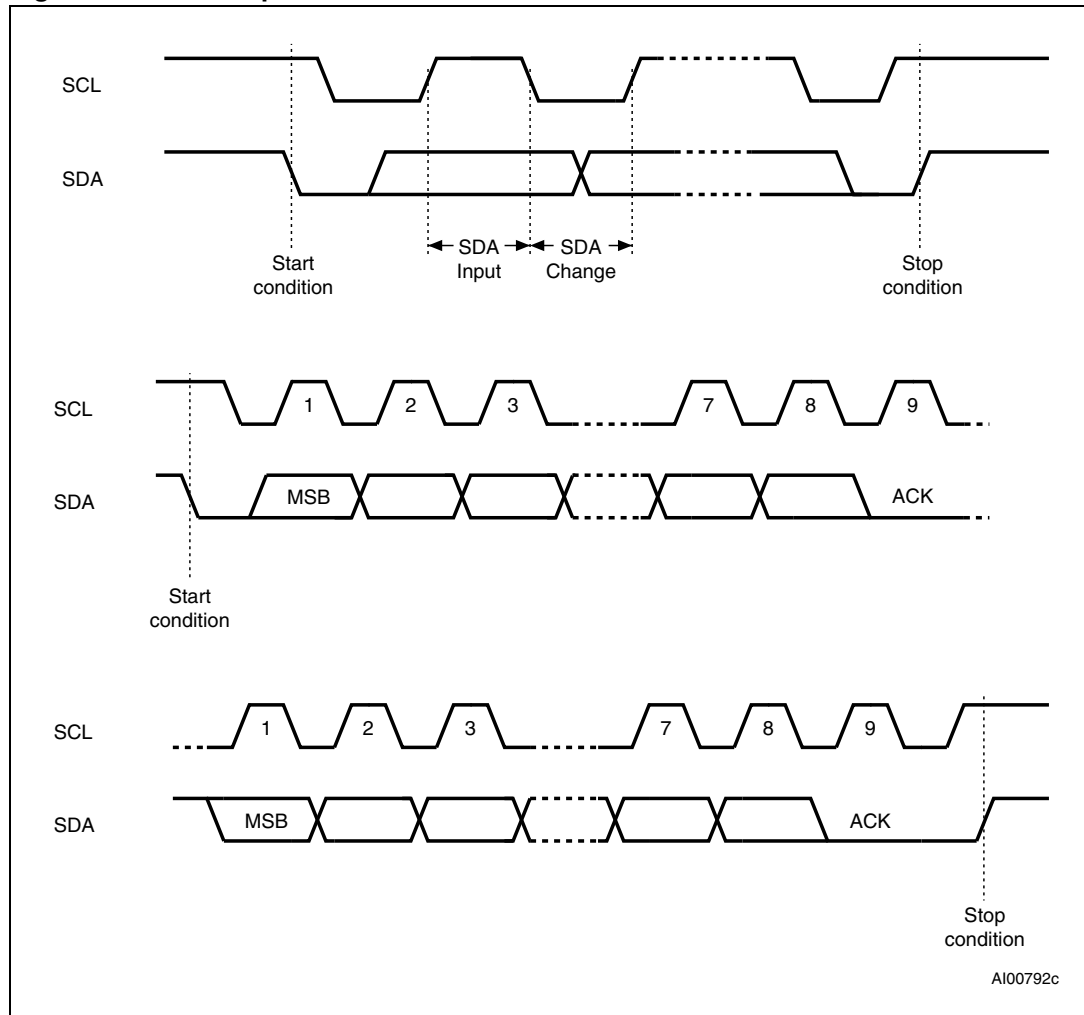 SCL
SDA
SDA
Input
SDA
Change
Start
condition
Stop
condition
SCL
1 2 3 7 8 9
SDA
MSB
ACK
Start
condition
SCL
1 2 3 7 8 9
SDA
MSB
ACK
Stop
condition
AI00792c